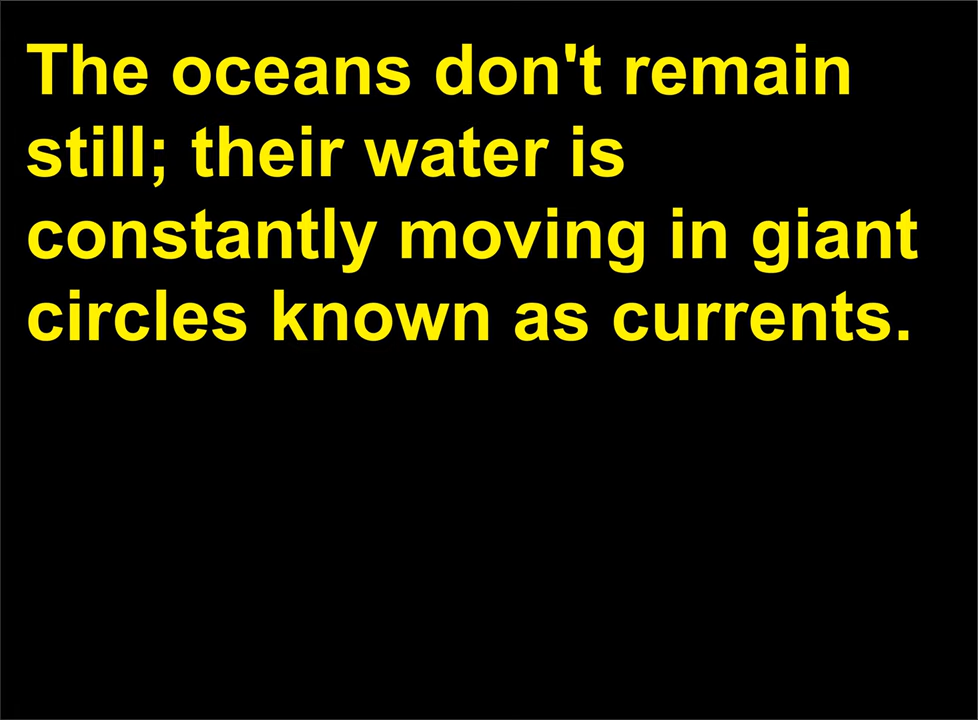 The oceans don't remain
still; their water is
constantly moving in giant
circles known as currents.